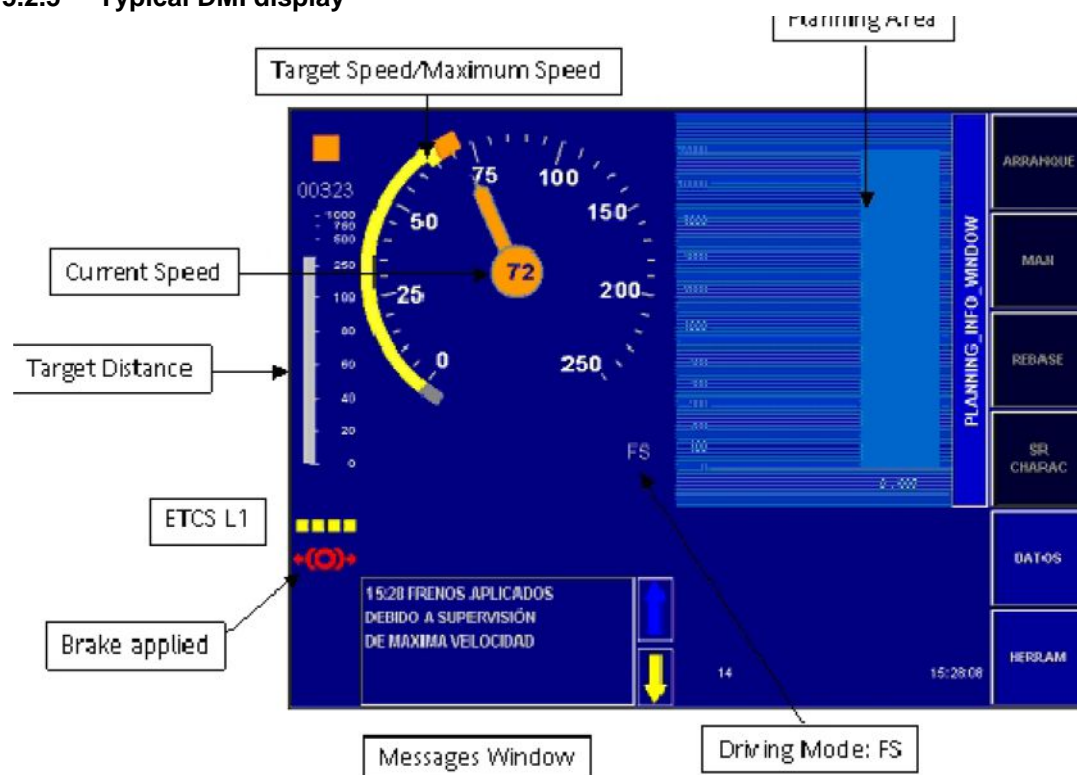 Typical DMI display
Planning Area
Target Speed/Maximum Speed
ARRANQUE
00323
75
100
1000
760
500
50
150
Current Speed
72
MAN
250
PLANNING_INFO_WINDOW
25
200
100
80
0
250
REBASE
Target Distance
60
40
20
0
FS
100
SR
CHARAC
ETCS L1
DATOS
15:28 FRENOS APLICADOS
DEBIDO A SUPERVISIÓN
DE MAXIMA VELOCIDAD
Brake applied
14
15:28:08
HERRAM
Messages Window
Driving Mode: FS